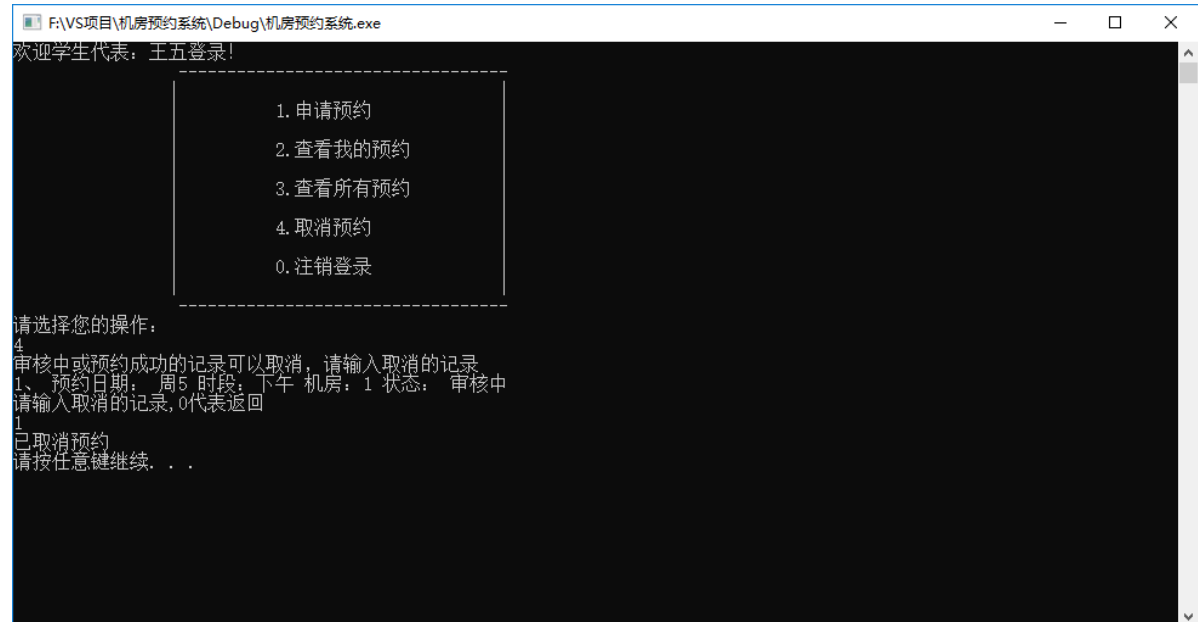 F:\VS项目\机房预约系统\Debug\机房预约系统.exe
欢迎学生代表：王五登录!
----------------------------------
1.申请预约
2.查看我的预约
3.查看所有预约
4.取消预约
0.注销登录
----------------------------------
请选择您的操作：
4
审核中或预约成功的记录可以取消，请输入取消的记录
1、 预约日期： 周5 时段：下午 机房：1 状态： 审核中
请输入取消的记录,0代表返回
1
已取消预约
请按任意键继续. . .